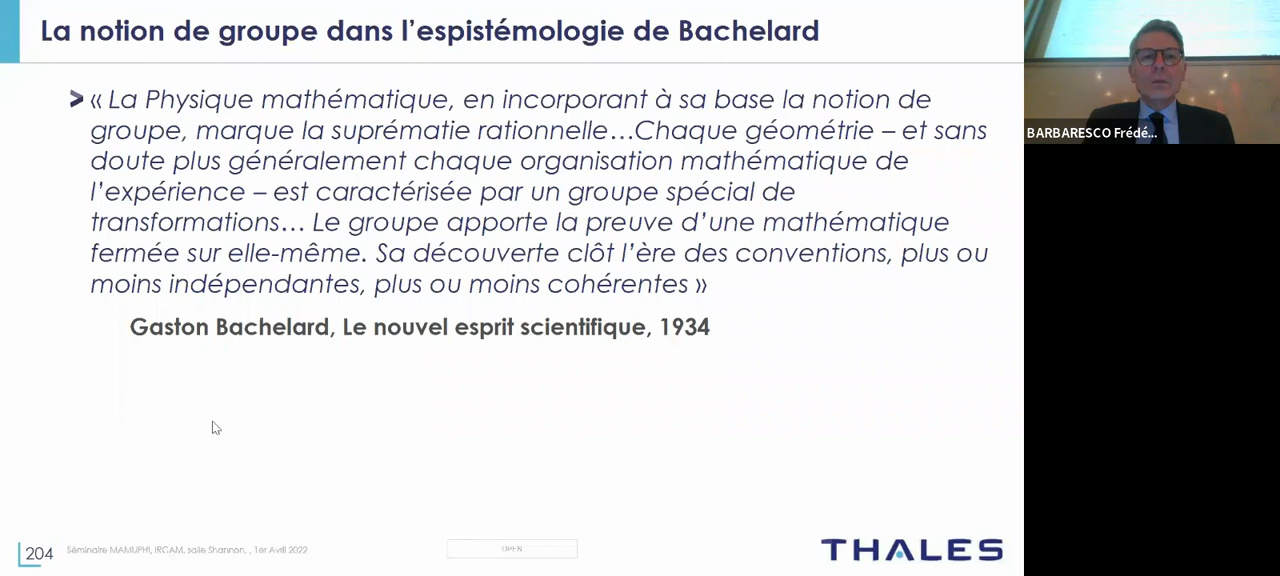 La notion de groupe dans l'espistémologie de Bachelard
> « La Physique mathématique, en incorporant à sa base la notion de
groupe, marque la suprématie rationnelle…Chaque géométrie – et sans
doute plus généralement chaque organisation mathématique de
l'expérience – est caractérisée par un groupe spécial de
transformations… Le groupe apporte la preuve d'une mathématique
fermée sur elle-même. Sa découverte clôt l'ère des conventions, plus ou
moins indépendantes, plus ou moins cohérentes »
Gaston Bachelard, Le nouvel esprit scientifique, 1934
BARBARESCO Frédé...
204
Séminaire MAMUPHI, IRCAM, salle Shannon, , 1er Avril 2022
OPEN
THALES